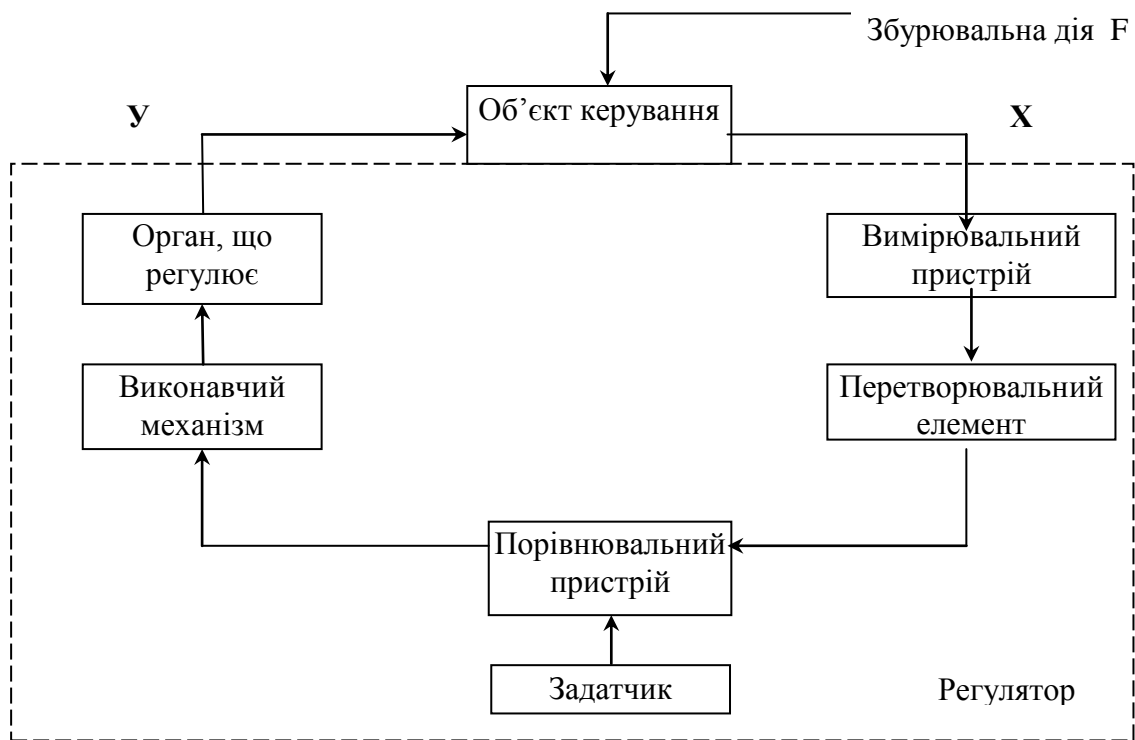 Збурювальна дія F
Об’єкт керування
У
Х
Орган, що
регулює
Вимірювальний
пристрій
Виконавчий
механізм
Перетворювальний
елемент
Порівнювальний
пристрій
Задатчик
Регулятор